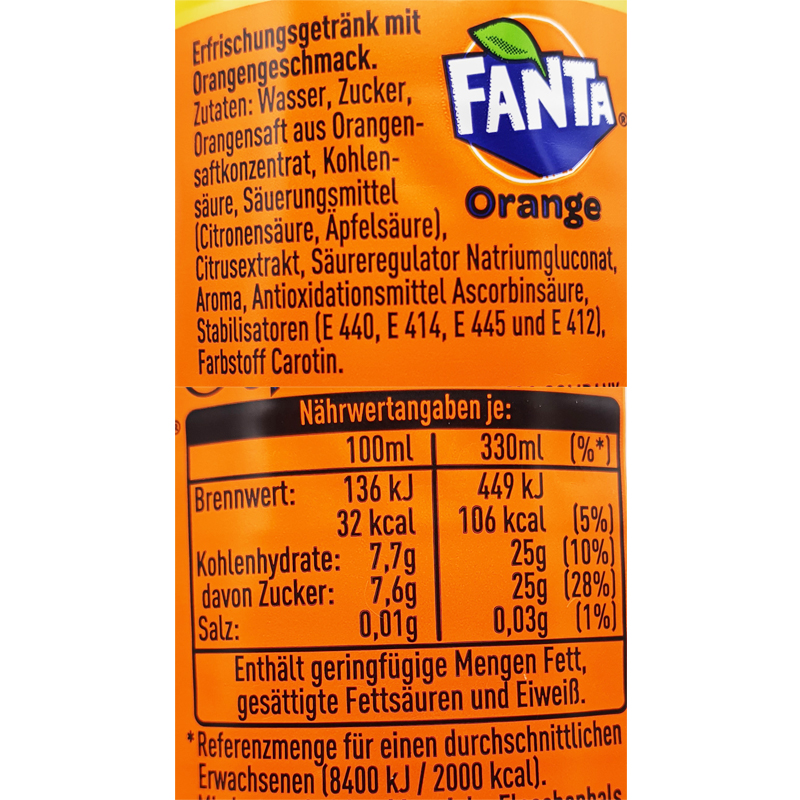 Erfrischungsgetränk mit
Orangengeschmack.
Zutaten: Wasser, Zucker,
Orangensaft aus Orangen-
saftkonzentrat, Kohlen-
säure, Säuerungsmittel
(Citronensäure, Äpfelsäure),
Citrusextrakt, Säureregulator Natriumgluconat,
Aroma, Antioxidationsmittel Ascorbinsäure,
Stabilisatoren (E 440, E 414, E 445 und E 412),
Farbstoff Carotin.
FANTA®
Orange
Nährwertangaben je:
100ml 330ml (%*)
Brennwert: 136 kJ 449 kJ
32 kcal 106 kcal (5%)
Kohlenhydrate: 7,7g 25g (10%)
davon Zucker: 7,6g 25g (28%)
Salz: 0,01g 0,03g (1%)
Enthält geringfügige Mengen Fett,
gesättigte Fettsäuren und Eiweiß.
*Referenzmenge für einen durchschnittlichen
Erwachsenen (8400 kJ / 2000 kcal).